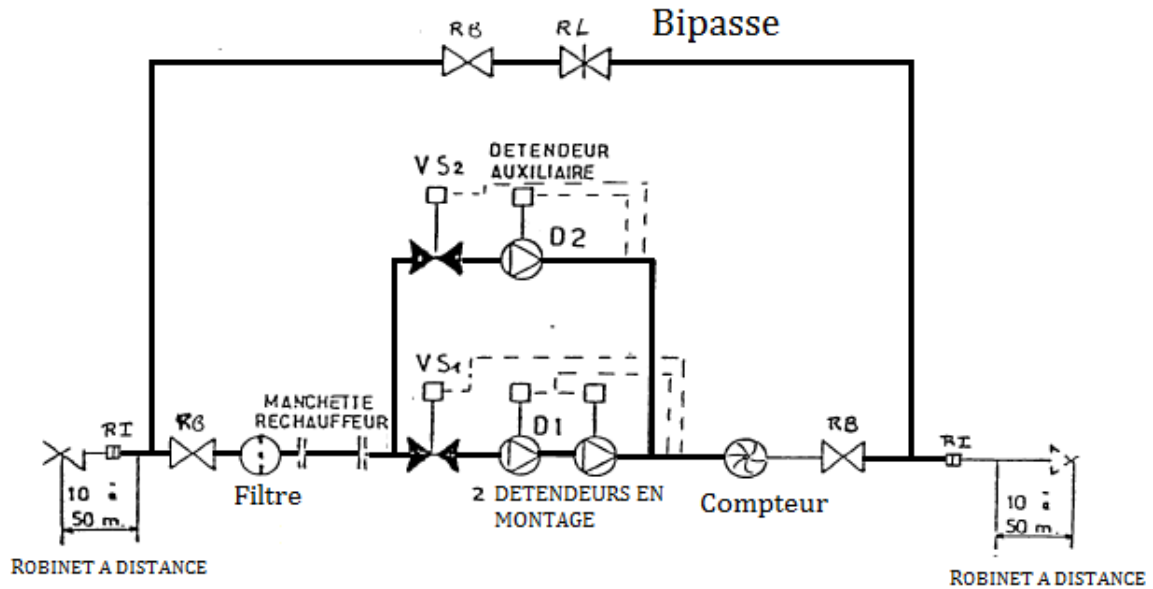 Bipasse
RB
RL
VS2
DETENDEUR
AUXILIAIRE
D2
VS1
MANCHETTE
RECHAUFFEUR
D1
RI
RB
RB
RI
Filtre
2 DETENDEURS EN
MONTAGE
Compteur
10 à
50 m.
10 à
50 m.
ROBINET A DISTANCE
ROBINET A DISTANCE